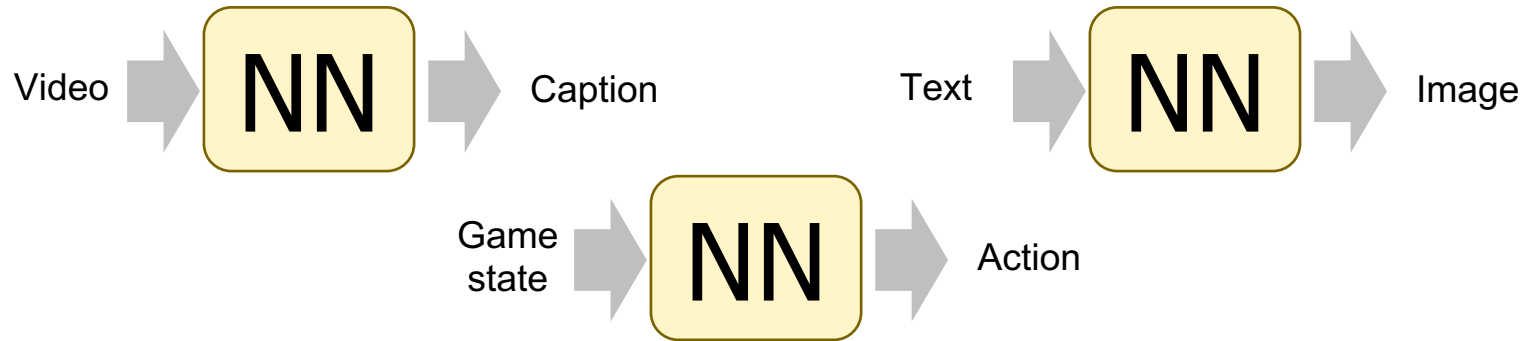 Video
NN
Caption
Text
NN
Image
Game
state
NN
Action